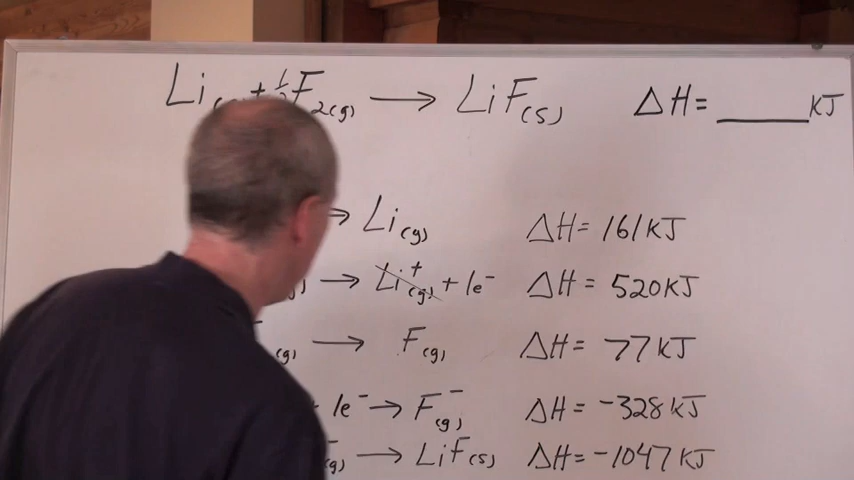 Li + ½F₂(g) → LiF(s) ΔH = ____ KJ
→ Li(g) ΔH = 161 KJ
(g) → Li⁺(g) + 1e⁻ ΔH = 520 KJ
(g) → F(g) ΔH = 77 KJ
1e⁻ → F⁻(g) ΔH = -328 KJ
(g) → LiF(s) ΔH = -1047 KJ